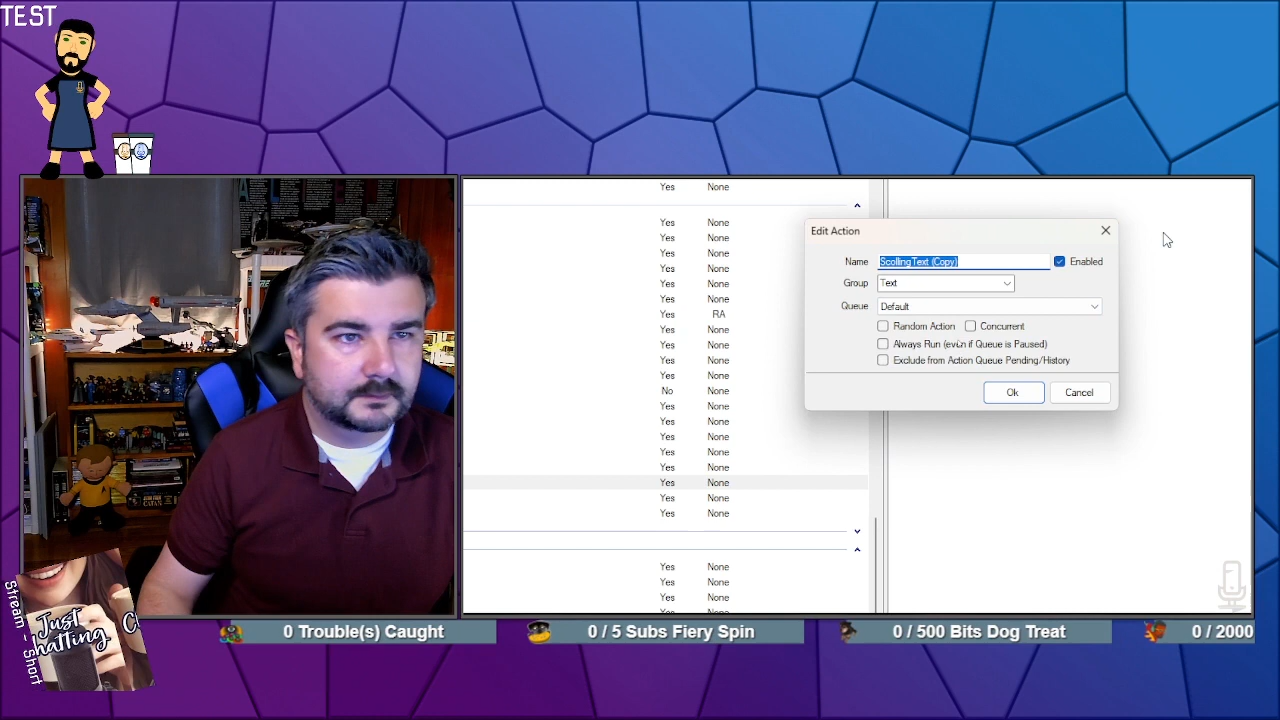 TEST
Yes None
Yes None
Yes None
Yes None
Yes None
Yes None
Yes None
Yes RA
Yes None
Yes None
Yes None
Yes None
No None
Yes None
Yes None
Yes None
Yes None
Yes None
Yes None
Yes None
Yes None
Yes None
Yes None
Yes None
Edit Action
Name ScollingText (Copy) Enabled
Group Text
Queue Default
Random Action Concurrent
Always Run (even if Queue is Paused)
Exclude from Action Queue Pending/History
Ok Cancel
CATAN
Stream ~ Short
Just
hatting
0 Trouble(s) Caught 0 / 5 Subs Fiery Spin 0 / 500 Bits Dog Treat 0 / 2000